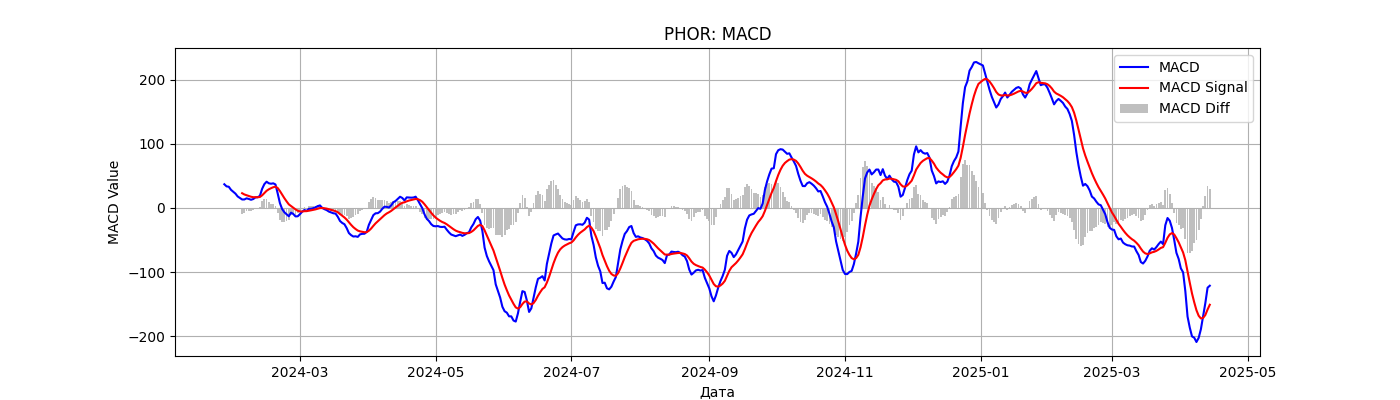 PHOR: MACD
MACD Value
200
100
0
−100
−200
MACD
MACD Signal
MACD Diff
2024-03
2024-05
2024-07
2024-09
2024-11
2025-01
2025-03
2025-05
Дата